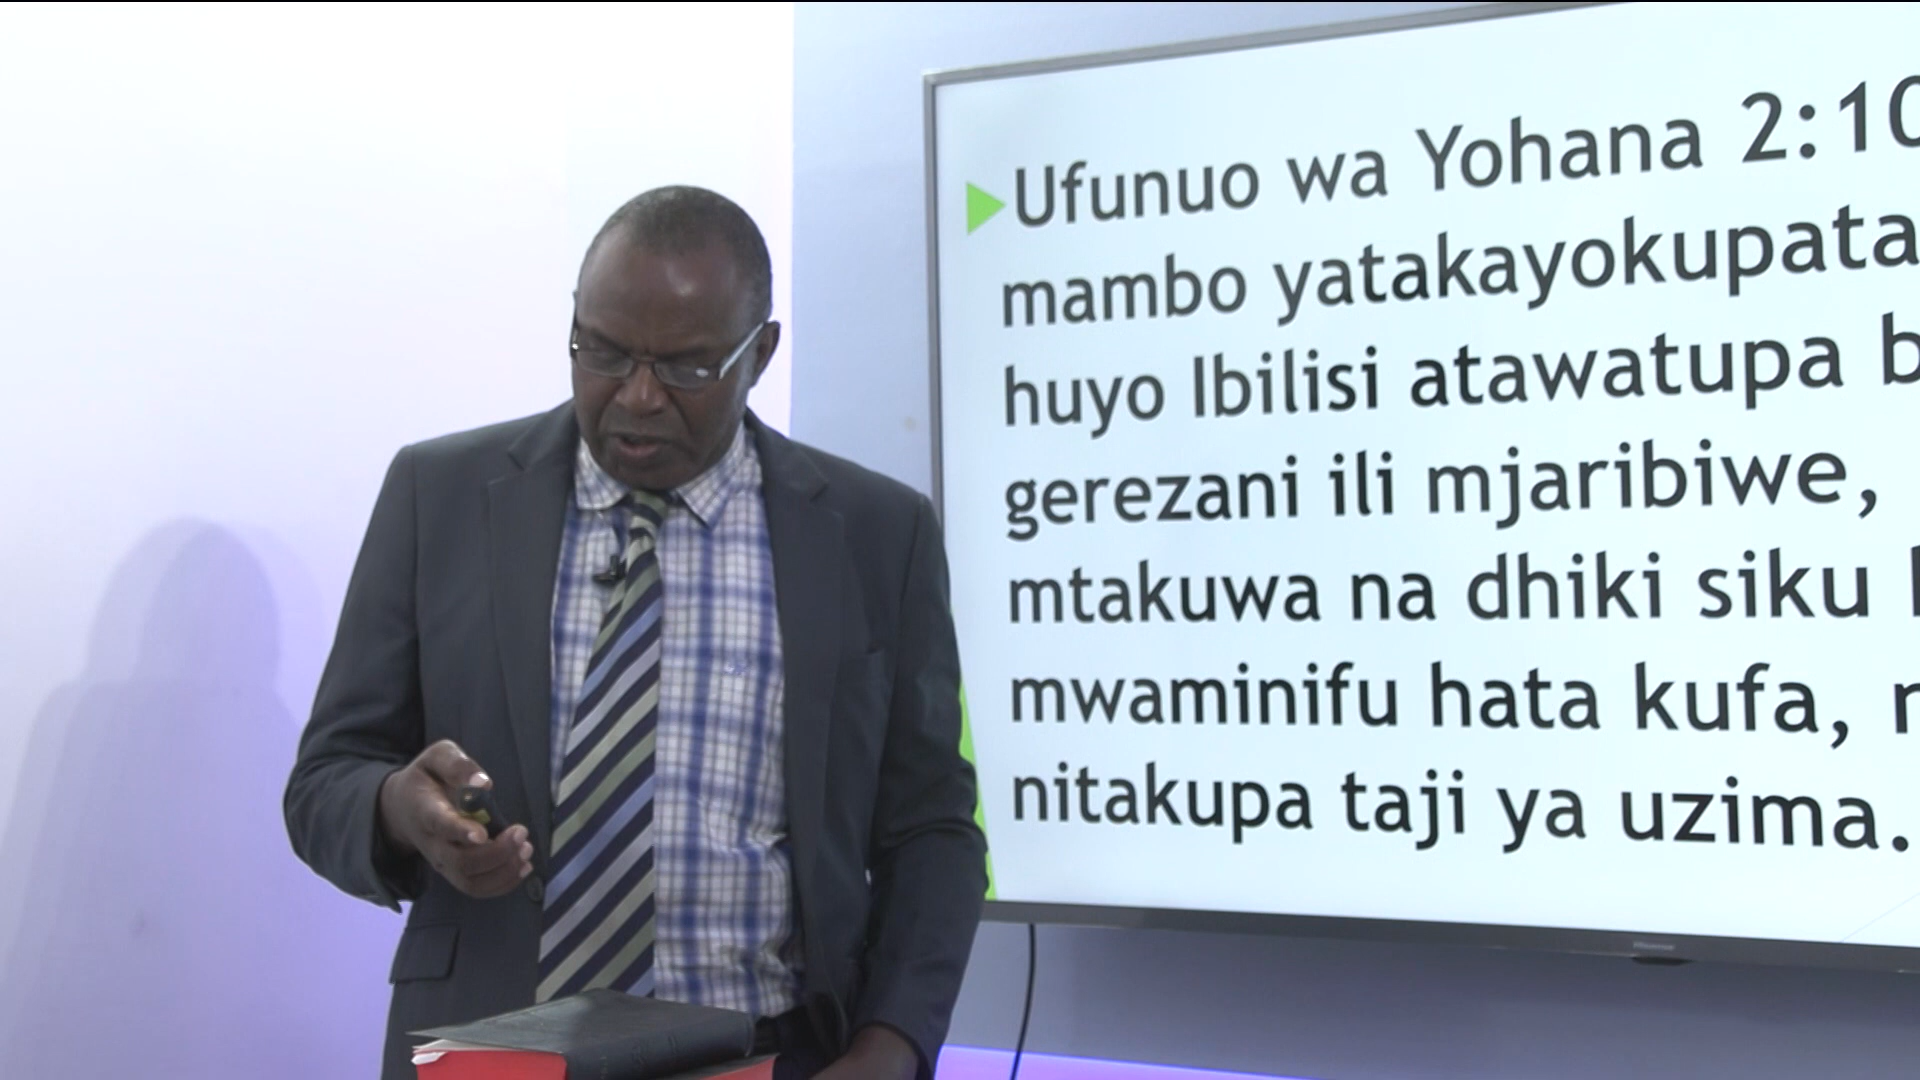 Ufunuo wa Yohana 2:10
mambo yatakayokupata
huyo Ibilisi atawatupa
gerezani ili mjaribiwe,
mtakuwa na dhiki siku
mwaminifu hata kufa,
nitakupa taji ya uzima.
Hisense